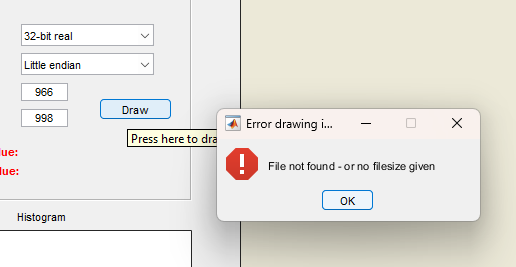 32-bit real
Little endian
966
998
Draw
Press here to dra
lue:
lue:
Histogram
Error drawing i...
File not found - or no filesize given
OK